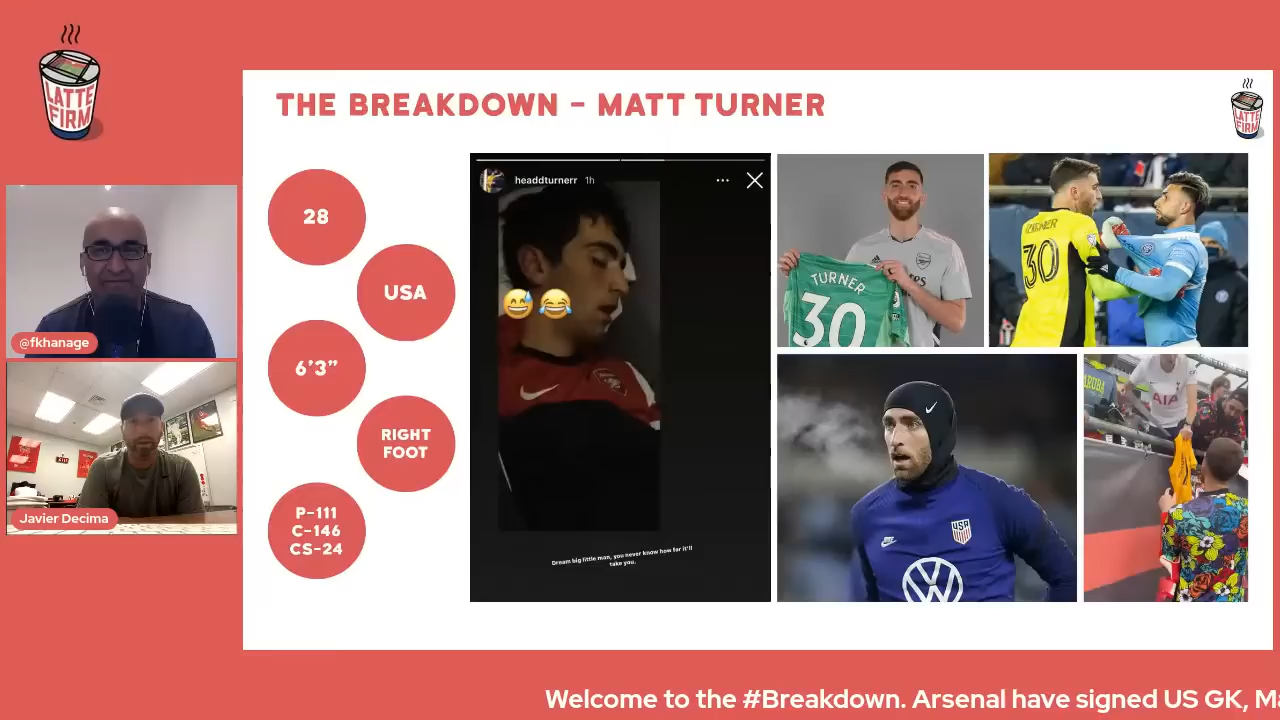 LATTE
FIRM
THE BREAKDOWN – MATT TURNER
LATTE
FIRM
28
USA
6'3"
RIGHT
FOOT
P-111
C-146
CS-24
headdturnerr 1h
Dream big little man, you never know how far it'll
take you.
TURNER
30
30
USA
AIA
ARUBA
@fkhanage
Javier Decima
Welcome to the #Breakdown. Arsenal have signed US GK,